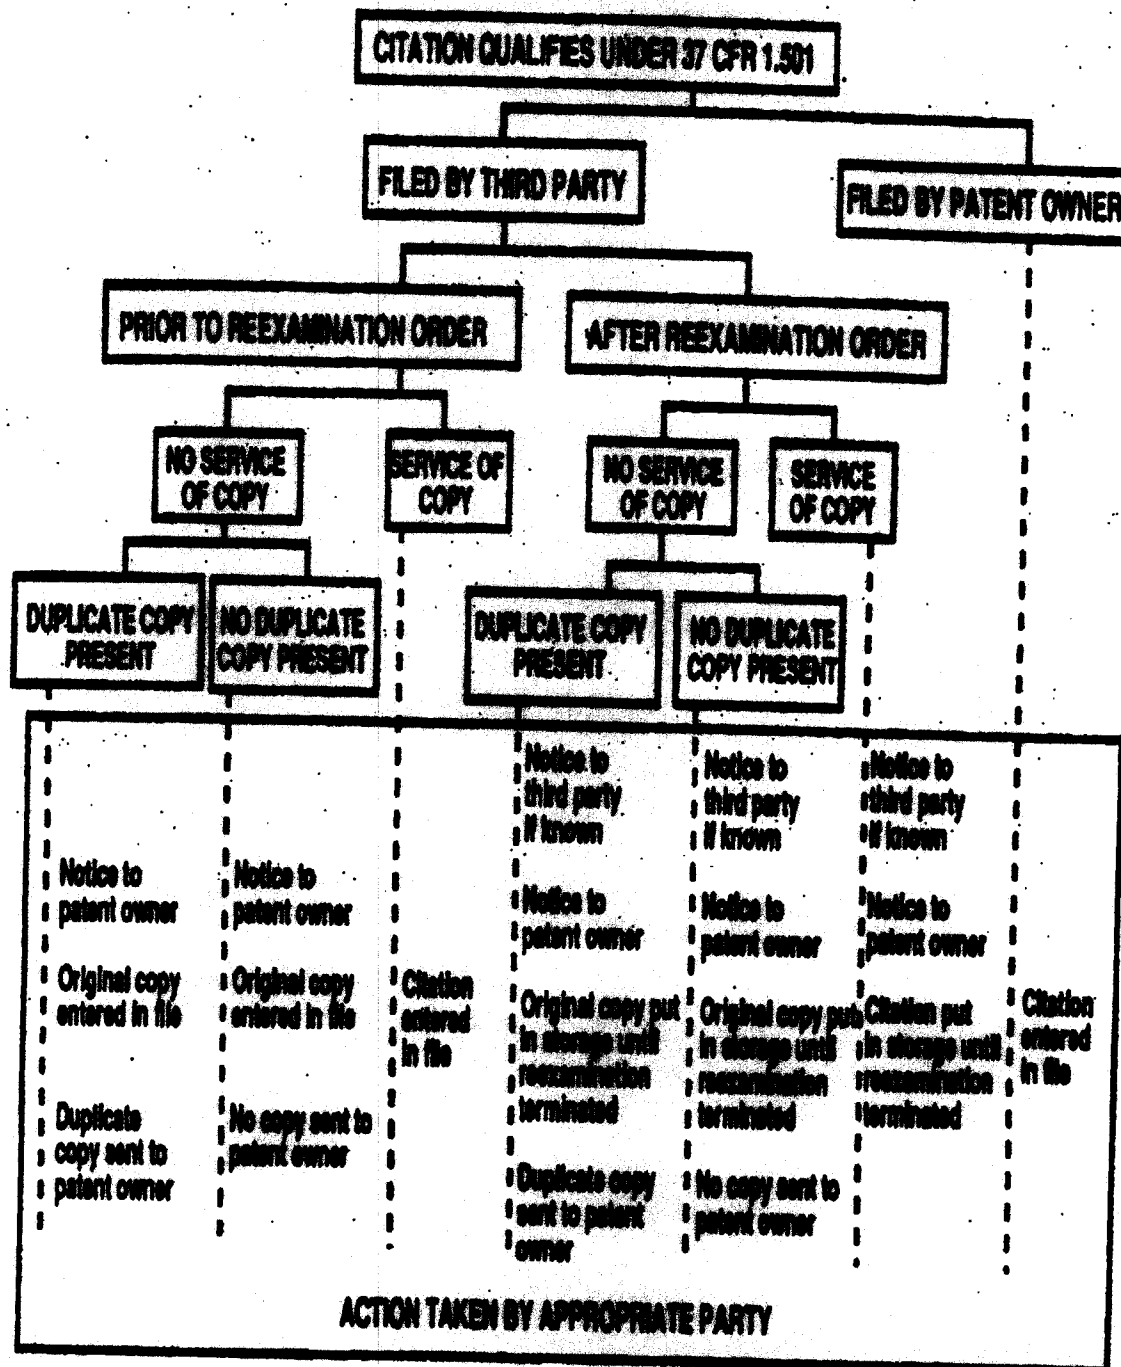 CITATION QUALIFIES UNDER 37 CFR 1.501
FILED BY THIRD PARTY
FILED BY PATENT OWNER
PRIOR TO REEXAMINATION ORDER
AFTER REEXAMINATION ORDER
NO SERVICE
OF COPY
SERVICE OF
COPY
NO SERVICE
OF COPY
SERVICE
OF COPY
DUPLICATE COPY
PRESENT
NO DUPLICATE
COPY PRESENT
DUPLICATE COPY
PRESENT
NO DUPLICATE
COPY PRESENT
Notice to
patent owner
Original copy
entered in file
Duplicate
copy sent to
patent owner
Notice to
patent owner
Original copy
entered in file
No copy sent to
patent owner
Citation
entered
in file
Notice to
third party
if known
Notice to
patent owner
Original copy put
in storage until
reexamination
terminated
Duplicate copy
sent to patent
owner
Notice to
third party
if known
Notice to
patent owner
Original copy put
in storage until
reexamination
terminated
No copy sent to
patent owner
Notice to
third party
if known
Notice to
patent owner
Citation put
in storage until
reexamination
terminated
Citation
entered
in file
ACTION TAKEN BY APPROPRIATE PARTY